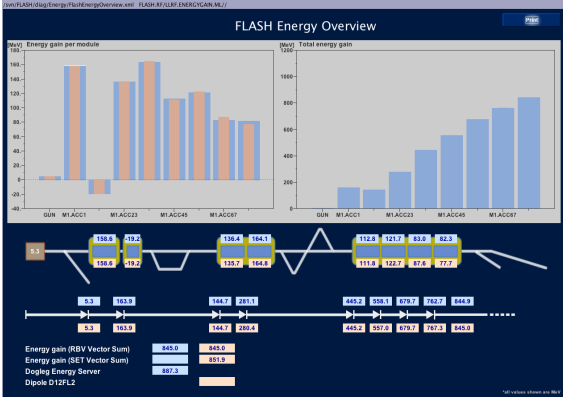 /svn/FLASH/diag/Energy/FlashEnergyOverview.xml FLASH.RF/LLRF.ENERGYGAIN.ML//
FLASH Energy Overview
Print
[MeV] Energy gain per module
180
160
140
120
100
80
60
40
20
0
-20
-40
GUN M1.ACC1 M1.ACC23 M1.ACC45 M1.ACC67
[MeV] Total energy gain
1200
1000
800
600
400
200
0
GUN M1.ACC1 M1.ACC23 M1.ACC45 M1.ACC67
158.6 -19.2 136.4 164.1 112.8 121.7 83.0 82.3
5.3
158.6 -19.2 135.7 164.8 111.8 122.7 87.6 77.7
5.3 163.9 144.7 281.1 445.2 558.1 679.7 762.7 844.9
5.3 163.9 144.7 280.4 445.2 557.0 679.7 767.3 845.0
Energy gain (RBV Vector Sum) 845.0 845.0
Energy gain (SET Vector Sum) 851.9
Dogleg Energy Server 887.3
Dipole D12FL2
*all values shown are MeV